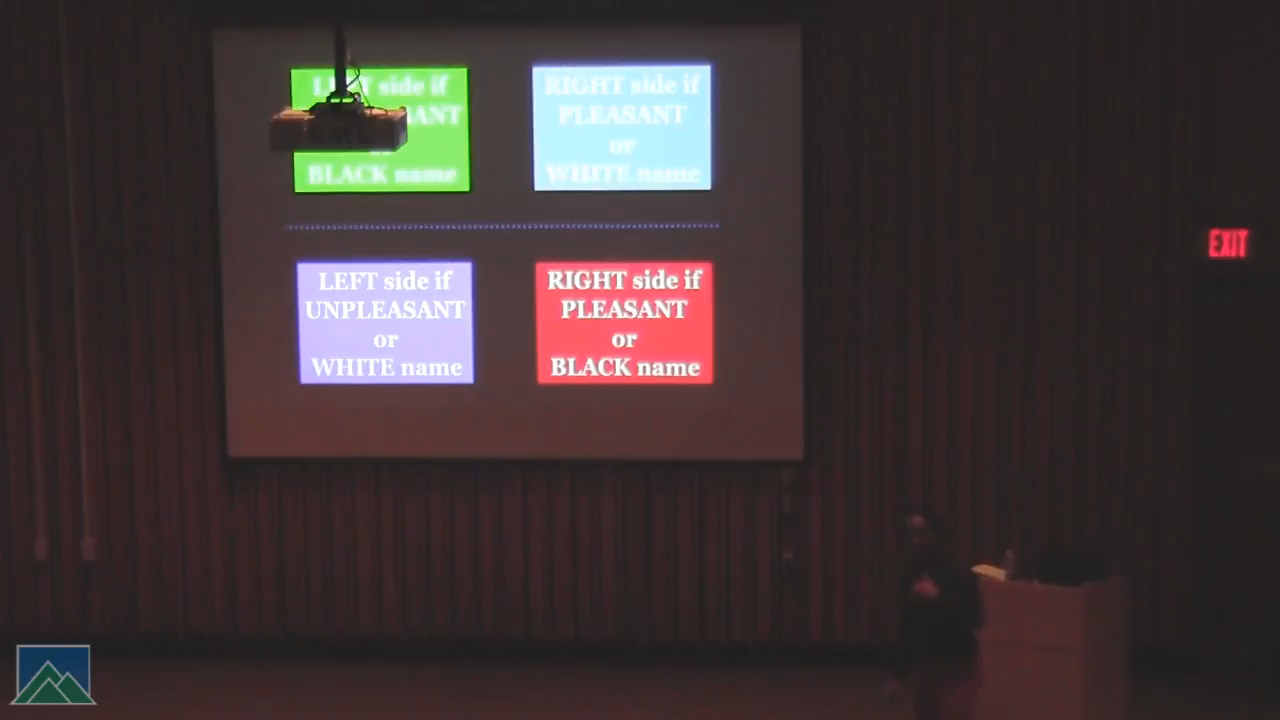 LEFT side if
RIGHT side if
PLEASANT
or
BLACK name
WHITE name
EXIT
LEFT side if
UNPLEASANT
or
WHITE name
RIGHT side if
PLEASANT
or
BLACK name